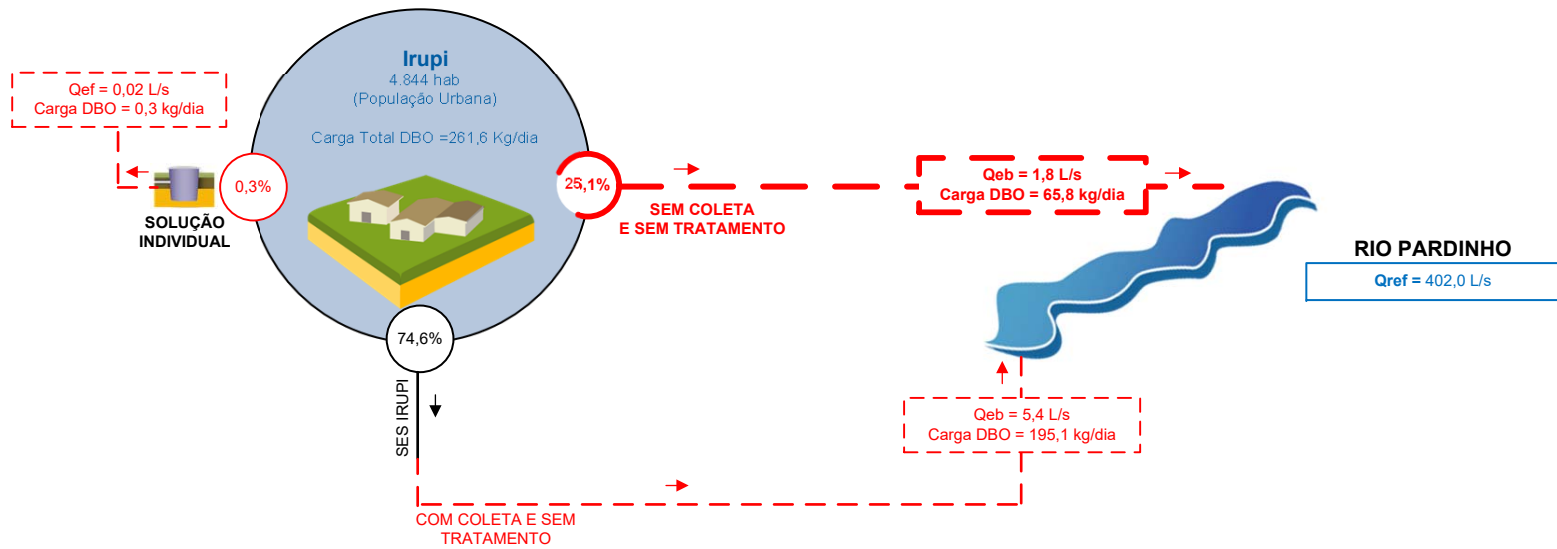 Irupi
4.844 hab
(População Urbana)
Carga Total DBO =261,6 Kg/dia
Qef = 0,02 L/s
Carga DBO = 0,3 kg/dia
0,3%
SOLUÇÃO
INDIVIDUAL
25,1%
SEM COLETA
E SEM TRATAMENTO
Qeb = 1,8 L/s
Carga DBO = 65,8 kg/dia
RIO PARDINHO
Qref = 402,0 L/s
74,6%
SES IRUPI
Qeb = 5,4 L/s
Carga DBO = 195,1 kg/dia
COM COLETA E SEM
TRATAMENTO